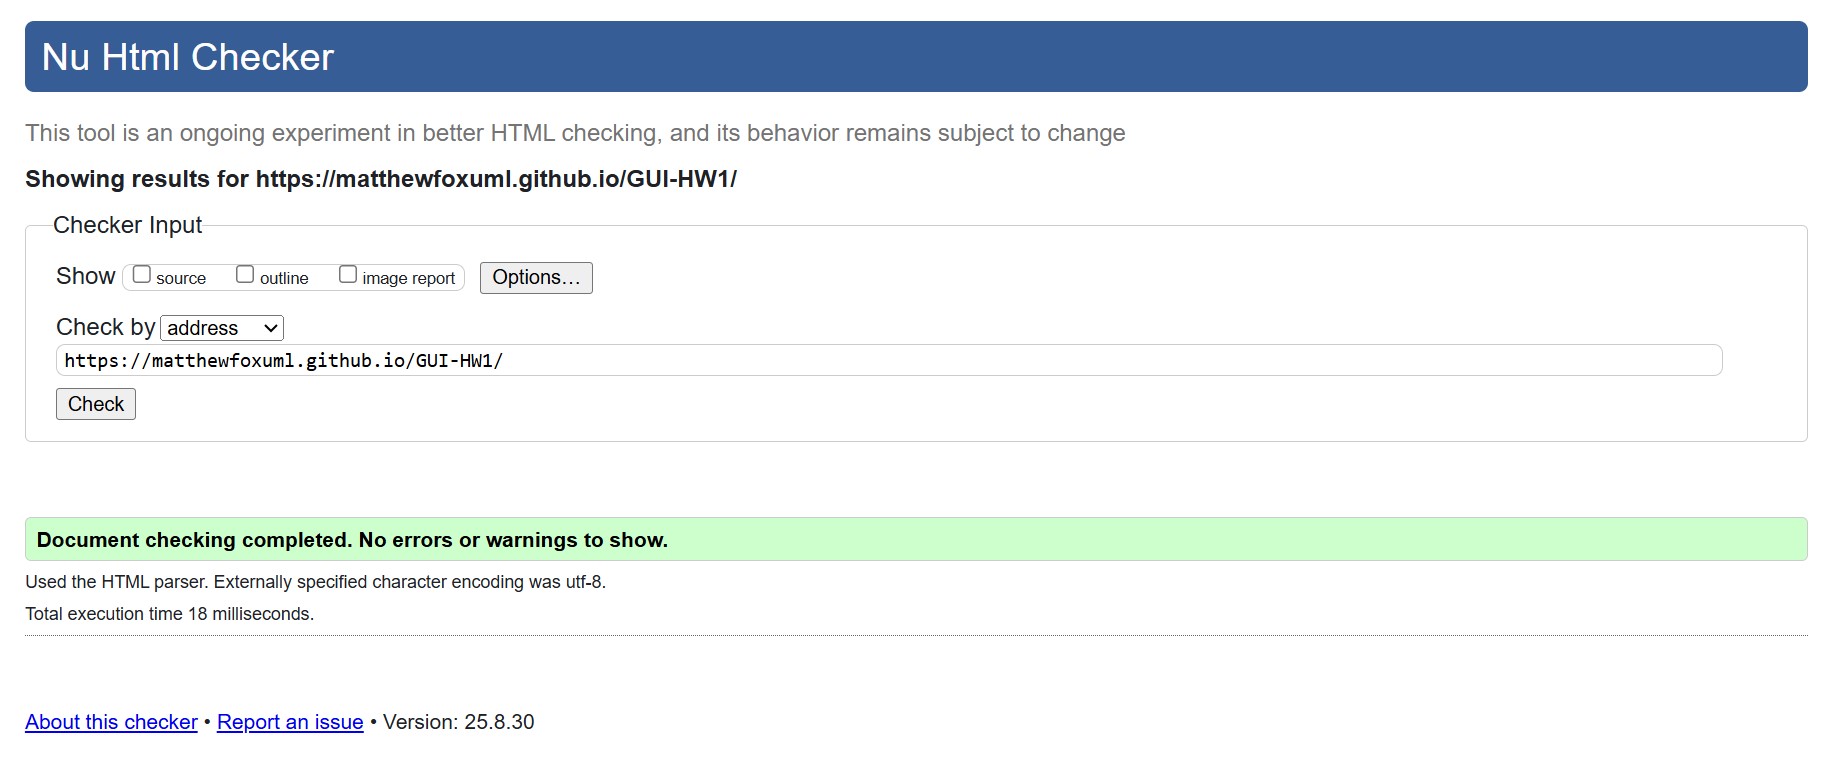 Nu Html Checker
This tool is an ongoing experiment in better HTML checking, and its behavior remains subject to change
Showing results for https://matthewfoxuml.github.io/GUI-HW1/
Checker Input
Show source outline image report Options...
Check by address
https://matthewfoxuml.github.io/GUI-HW1/
Check
Document checking completed. No errors or warnings to show.
Used the HTML parser. Externally specified character encoding was utf-8.
Total execution time 18 milliseconds.
About this checker • Report an issue • Version: 25.8.30